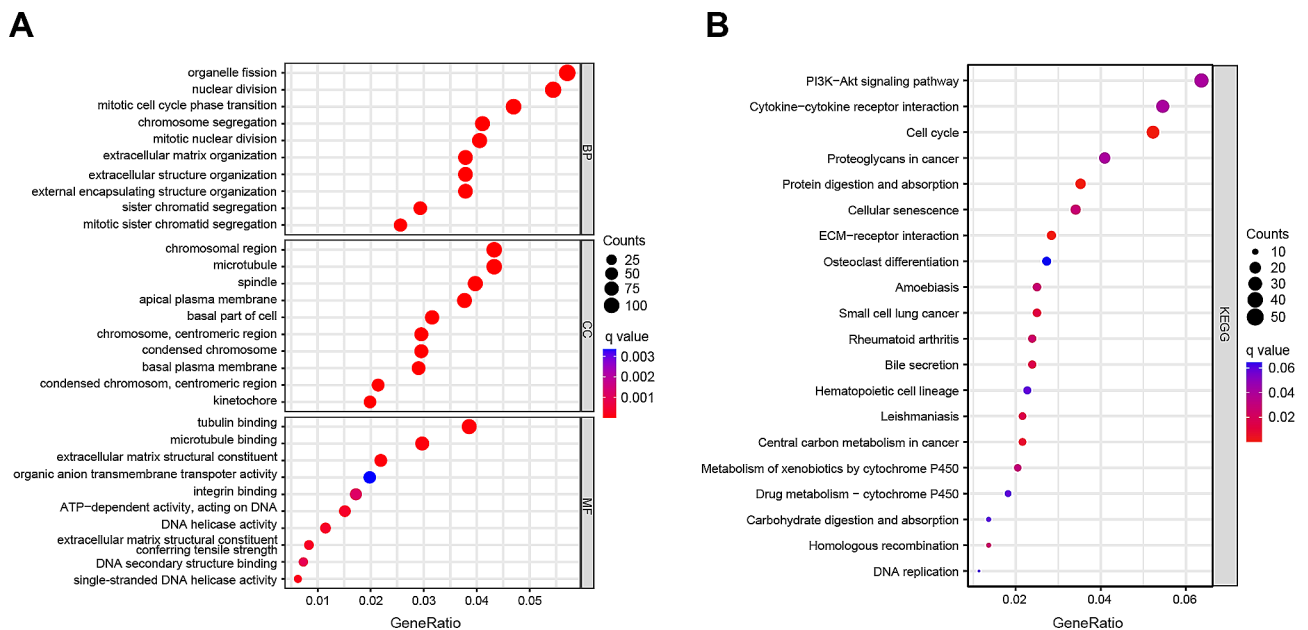 A
organelle fission
nuclear division
mitotic cell cycle phase transition
chromosome segregation
mitotic nuclear division
extracellular matrix organization
extracellular structure organization
external encapsulating structure organization
sister chromatid segregation
mitotic sister chromatid segregation
BP
chromosomal region
microtubule
spindle
apical plasma membrane
basal part of cell
chromosome, centromeric region
condensed chromosome
basal plasma membrane
condensed chromosom, centromeric region
kinetochore
CC
tubulin binding
microtubule binding
extracellular matrix structural constituent
organic anion transmembrane transpoter activity
integrin binding
ATP−dependent activity, acting on DNA
DNA helicase activity
extracellular matrix structural constituent
conferring tensile strength
DNA secondary structure binding
single-stranded DNA helicase activity
MF
0.01 0.02 0.03 0.04 0.05
GeneRatio
Counts
25
50
75
100
q value
0.003
0.002
0.001
B
PI3K−Akt signaling pathway
Cytokine−cytokine receptor interaction
Cell cycle
Proteoglycans in cancer
Protein digestion and absorption
Cellular senescence
ECM−receptor interaction
Osteoclast differentiation
Amoebiasis
Small cell lung cancer
Rheumatoid arthritis
Bile secretion
Hematopoietic cell lineage
Leishmaniasis
Central carbon metabolism in cancer
Metabolism of xenobiotics by cytochrome P450
Drug metabolism − cytochrome P450
Carbohydrate digestion and absorption
Homologous recombination
DNA replication
KEGG
0.02 0.04 0.06
GeneRatio
Counts
10
20
30
40
50
q value
0.06
0.04
0.02